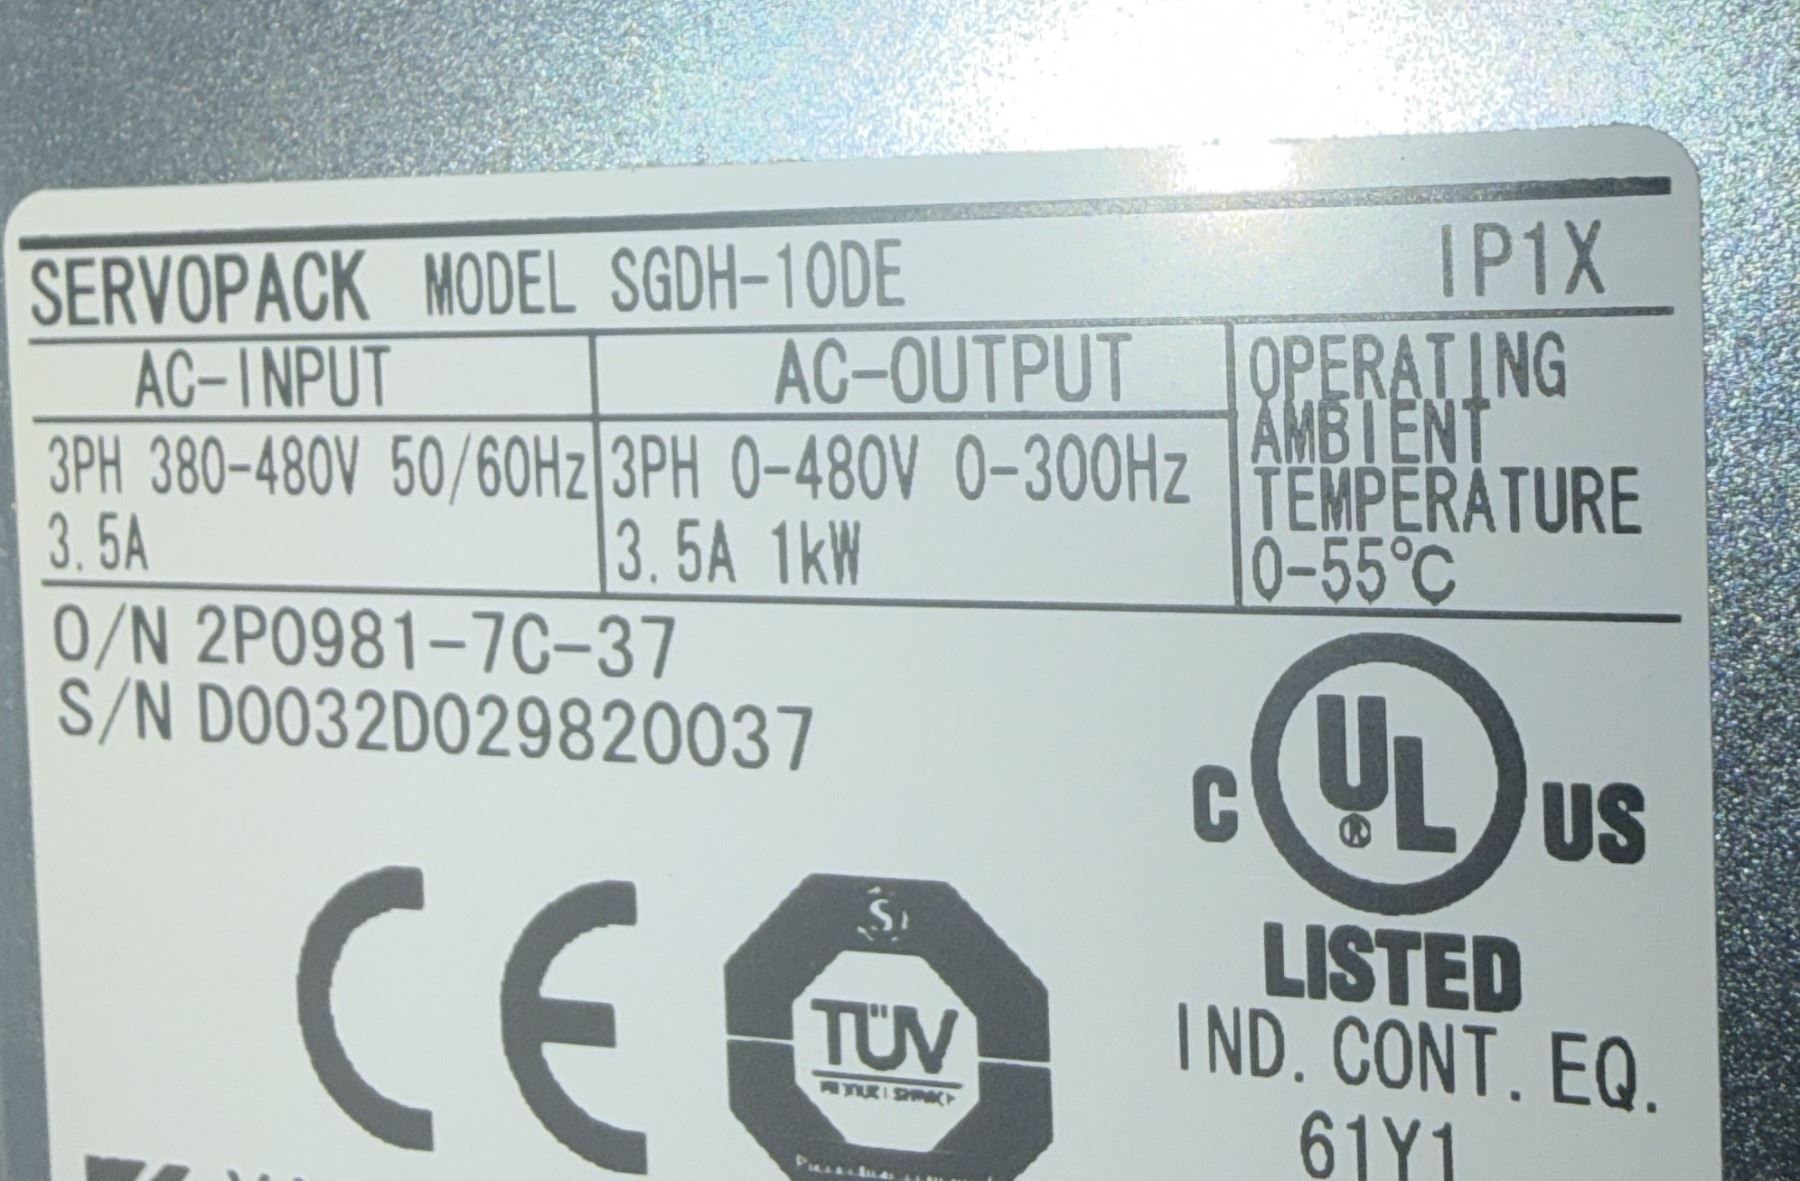 SERVOPACK MODEL SGDH-10DE IP1X
AC-INPUT
3PH 380-480V 50/60Hz
3.5A
AC-OUTPUT
3PH 0-480V 0-300Hz
3.5A 1kW
OPERATING
AMBIENT
TEMPERATURE
0-55℃
O/N 2P0981-7C-37
S/N D0032D029820037
C UL® US
LISTED
IND. CONT. EQ.
61Y1
CE
S
TÜV